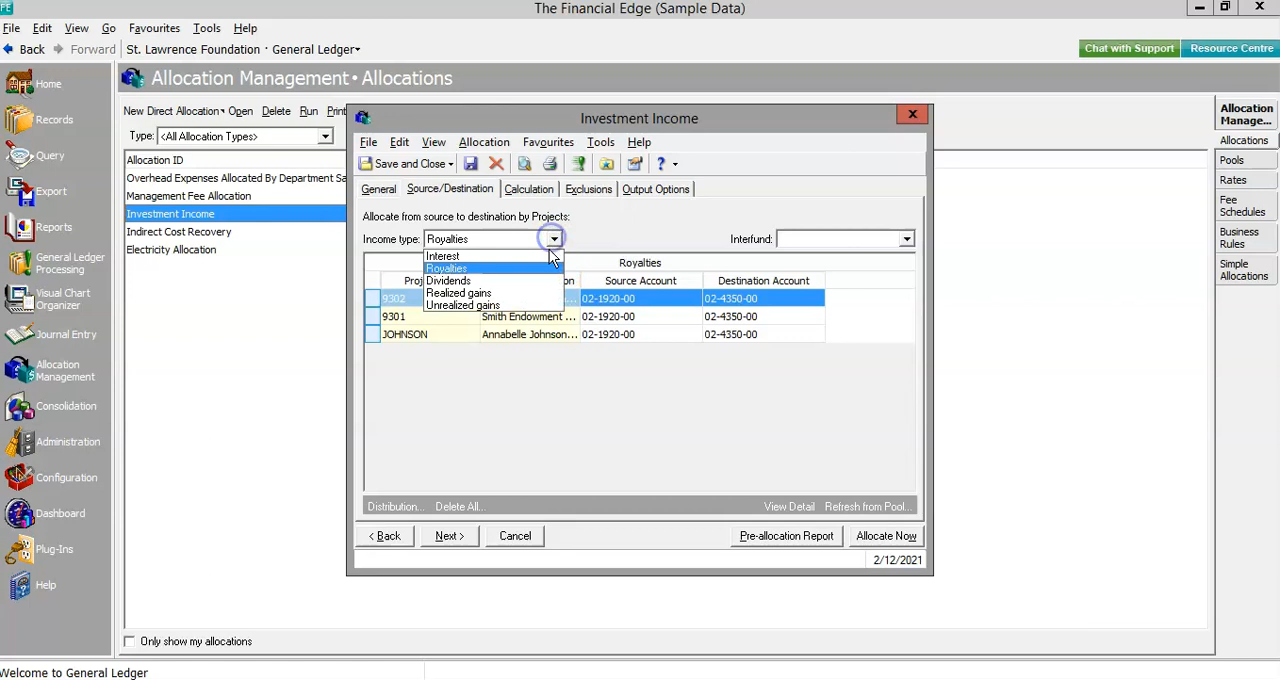 FE
The Financial Edge (Sample Data)
File Edit View Go Favourites Tools Help
Back Forward St. Lawrence Foundation · General Ledger
Chat with Support Resource Centre
Home
Records
Query
Export
Reports
General Ledger
Processing
Visual Chart
Organizer
Journal Entry
Allocation
Management
Consolidation
Administration
Configuration
Dashboard
Plug-Ins
Help
Allocation Management • Allocations
New Direct Allocation Open Delete Run Print
Type: <All Allocation Types>
Allocation ID
Overhead Expenses Allocated By Department Sa
Management Fee Allocation
Investment Income
Indirect Cost Recovery
Electricity Allocation
Only show my allocations
Investment Income
File Edit View Allocation Favourites Tools Help
Save and Close ?
General Source/Destination Calculation Exclusions Output Options
Allocate from source to destination by Projects:
Income type: Royalties Interfund:
Interest
Royalties
Dividends
Realized gains
Unrealized gains
Royalties
Source Account Destination Account
9302 02-1920-00 02-4350-00
9301 Smith Endowment ... 02-1920-00 02-4350-00
JOHNSON Annabelle Johnson... 02-1920-00 02-4350-00
Distribution... Delete All... View Detail Refresh from Pool...
< Back Next > Cancel Pre-allocation Report Allocate Now
2/12/2021
Allocation
Manage...
Allocations
Pools
Rates
Fee
Schedules
Business
Rules
Simple
Allocations
Welcome to General Ledger